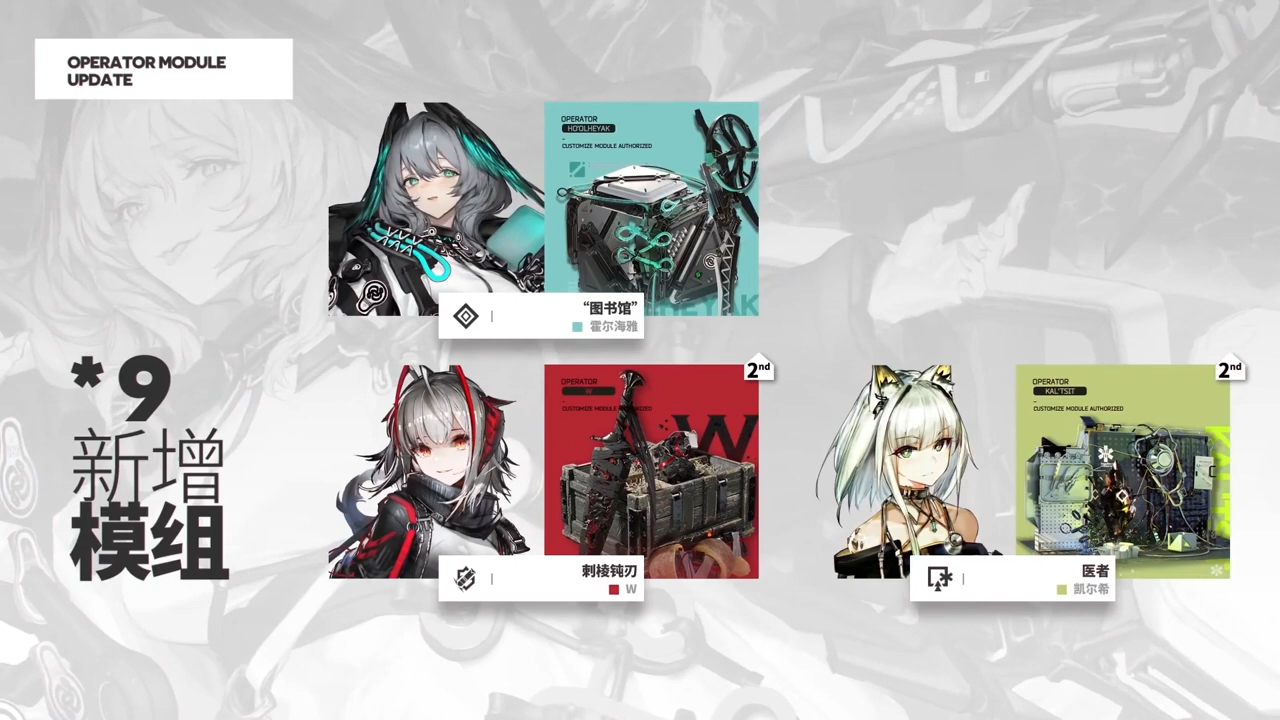 OPERATOR MODULE
UPDATE
*9
新增
模组
OPERATOR
HO'OLHEYAK
CUSTOMIZE MODULE AUTHORIZED
“图书馆”
霍尔海雅
2nd
OPERATOR
W
CUSTOMIZE MODULE AUTHORIZED
W
刺棱钝刃
W
2nd
OPERATOR
KAL'TSIT
CUSTOMIZE MODULE AUTHORIZED
医者
凯尔希